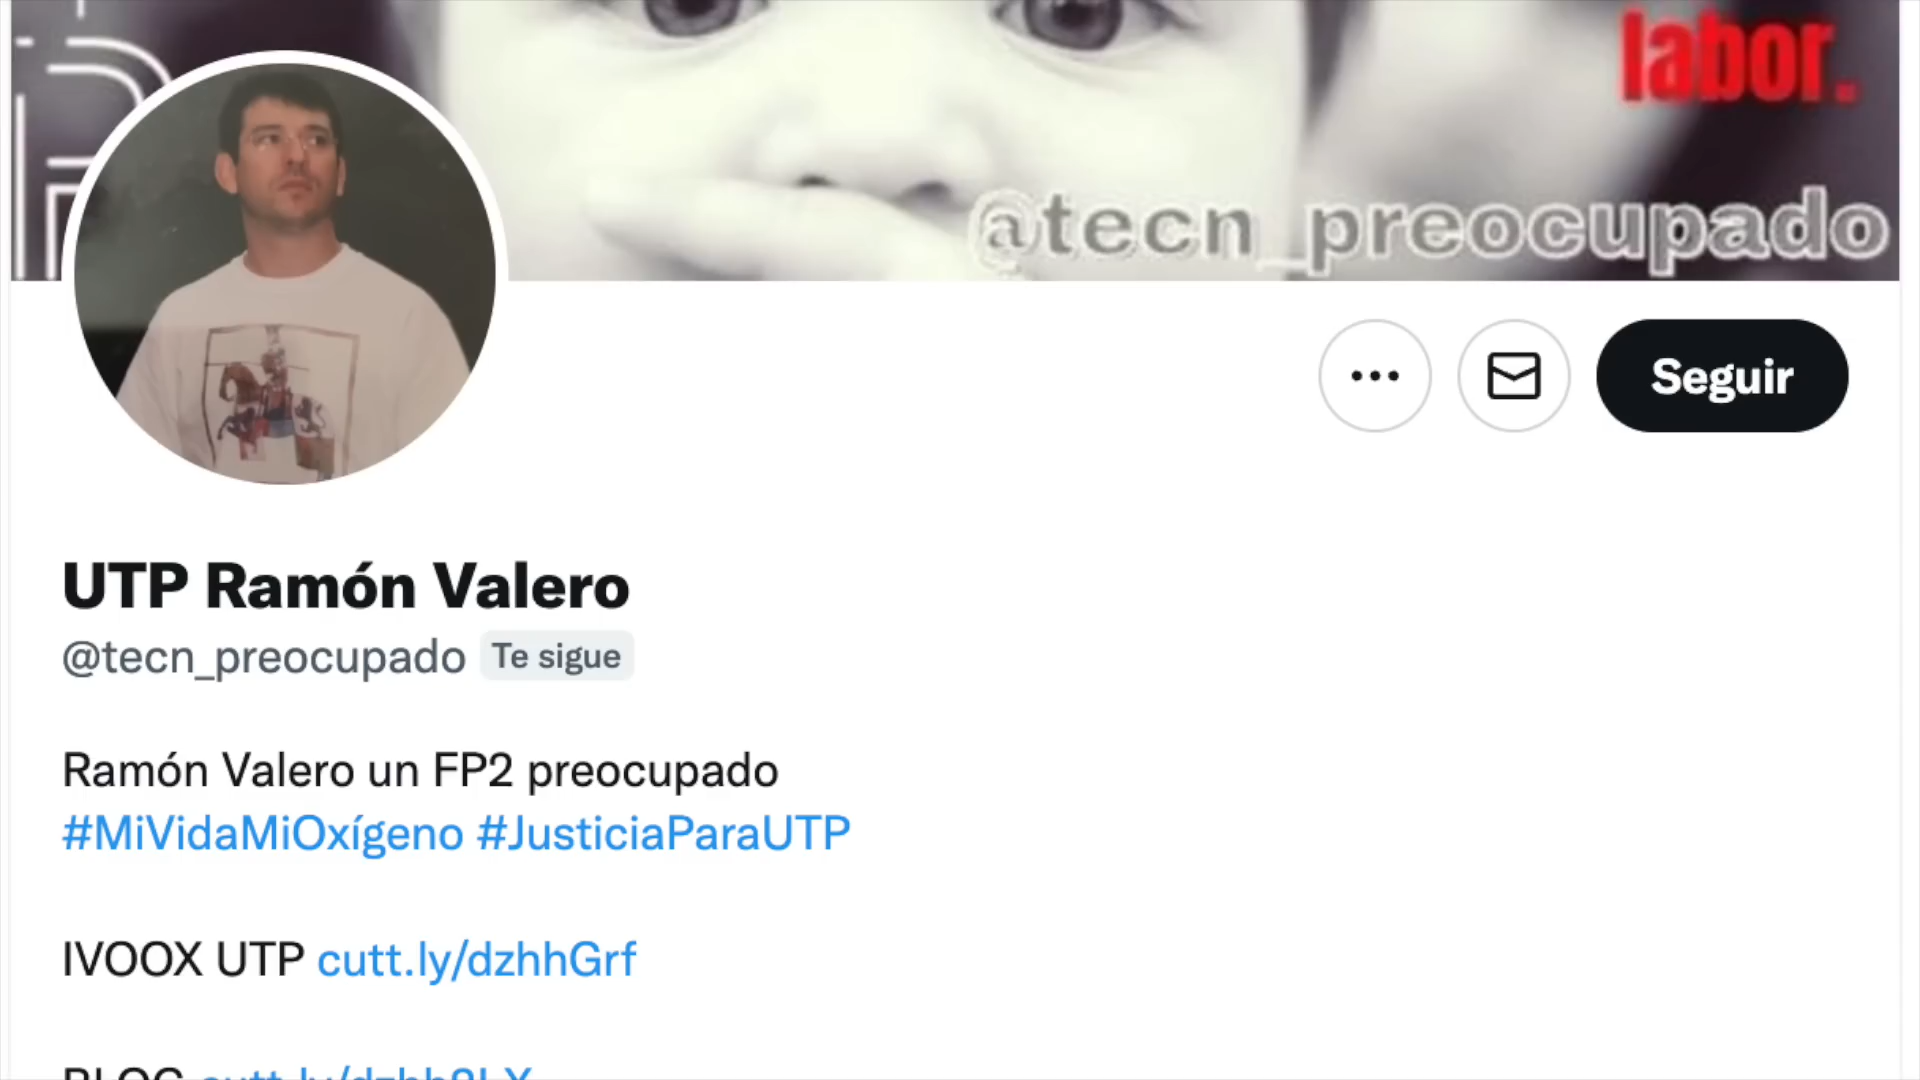 labor.
@tecn_preocupado
Seguir
UTP Ramón Valero
@tecn_preocupado Te sigue
Ramón Valero un FP2 preocupado
#MiVidaMiOxígeno #JusticiaParaUTP
IVOOX UTP cutt.ly/dzhhGrf
BLOG